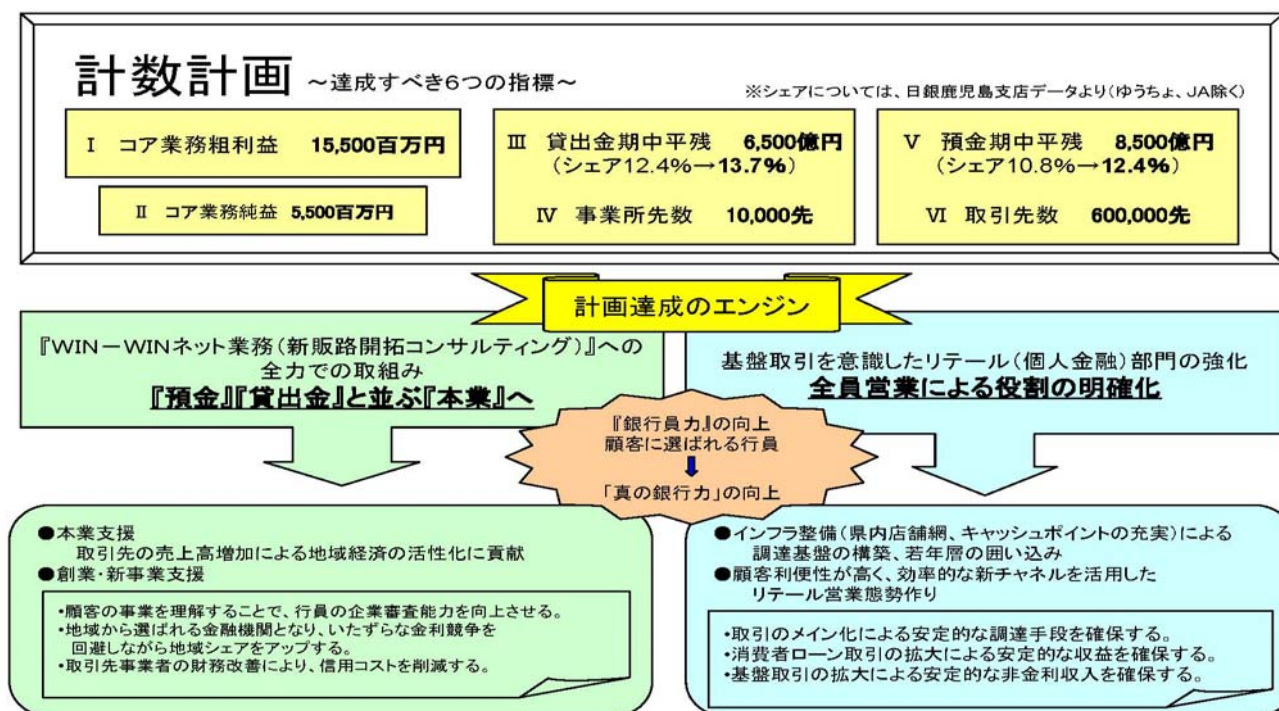 計数計画 ～達成すべき6つの指標～
※シェアについては、日銀鹿児島支店データより(ゆうちょ、JA除く)
Ⅰ コア業務粗利益 15,500百万円
Ⅱ コア業務純益 5,500百万円
Ⅲ 貸出金期中平残 6,500億円
(シェア12.4%→13.7%)
Ⅳ 事業所先数 10,000先
Ⅴ 預金期中平残 8,500億円
(シェア10.8%→12.4%)
Ⅵ 取引先数 600,000先
計画達成のエンジン
『WIN－WINネット業務(新販路開拓コンサルティング)』への
全力での取組み
『預金』『貸出金』と並ぶ『本業』へ
基盤取引を意識したリテール(個人金融)部門の強化
全員営業による役割の明確化
『銀行員力』の向上
顧客に選ばれる行員
「真の銀行力」の向上
●本業支援
取引先の売上高増加による地域経済の活性化に貢献
●創業・新事業支援
・顧客の事業を理解することで、行員の企業審査能力を向上させる。
・地域から選ばれる金融機関となり、いたずらな金利競争を
回避しながら地域シェアをアップする。
・取引先事業者の財務改善により、信用コストを削減する。
●インフラ整備(県内店舗網、キャッシュポイントの充実)による
調達基盤の構築、若年層の囲い込み
●顧客利便性が高く、効率的な新チャネルを活用した
リテール営業態勢作り
・取引のメイン化による安定的な調達手段を確保する。
・消費者ローン取引の拡大による安定的な収益を確保する。
・基盤取引の拡大による安定的な非金利収入を確保する。